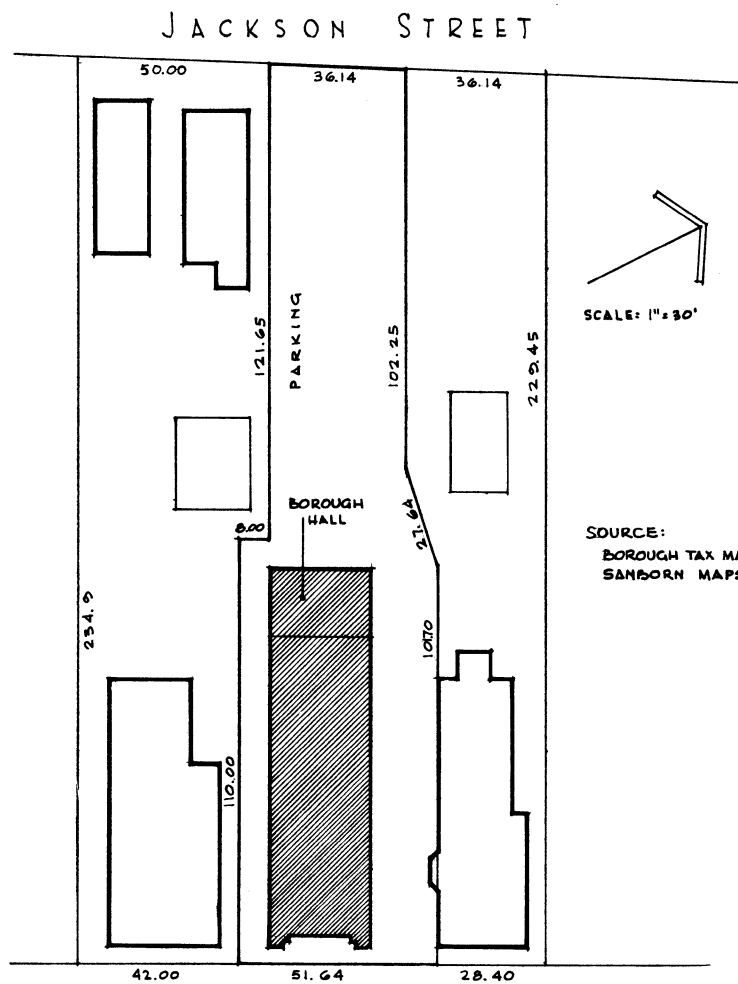 JACKSON STREET
50.00
36.14
36.14
121.65
PARKING
102.25
229.45
SCALE: 1"=30'
BOROUGH
HALL
8.00
27.64
SOURCE:
BOROUGH TAX MA
SANBORN MAPS
234.9
101.70
110.00
42.00
51.64
28.40